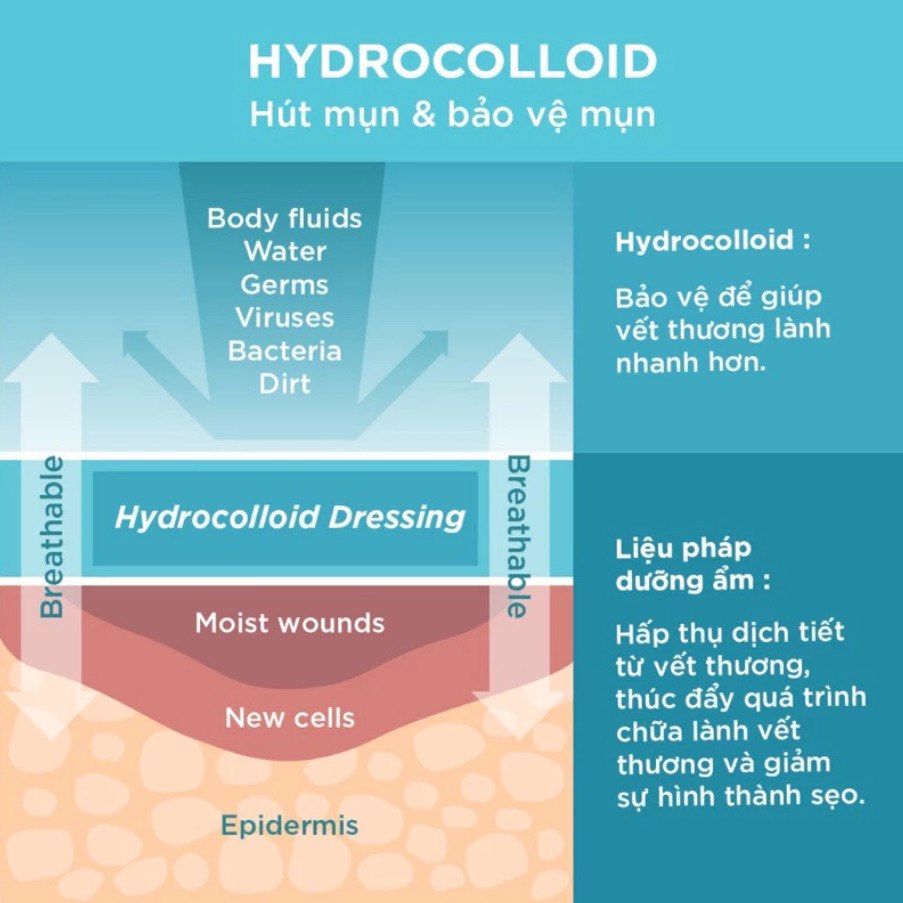 HYDROCOLLOID
Hút mụn & bảo vệ mụn
Body fluids
Water
Germs
Viruses
Bacteria
Dirt
Breathable
Hydrocolloid Dressing
Breathable
Moist wounds
New cells
Epidermis
Hydrocolloid :
Bảo vệ để giúp
vết thương lành
nhanh hơn.
Liệu pháp
dưỡng ẩm :
Hấp thụ dịch tiết
từ vết thương,
thúc đẩy quá trình
chữa lành vết
thương và giảm
sự hình thành sẹo.